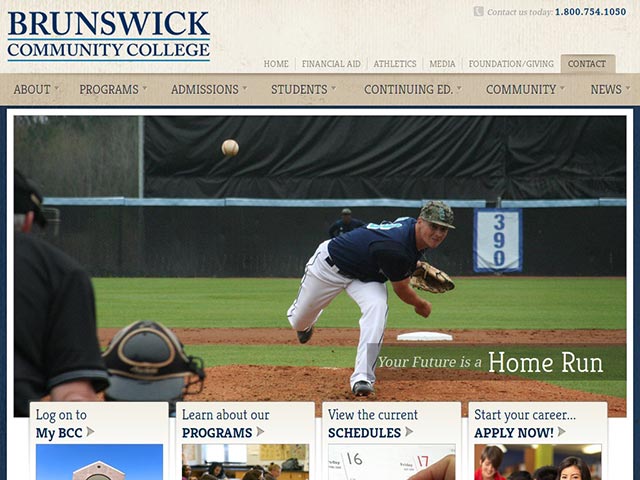 BRUNSWICK
COMMUNITY COLLEGE
Contact us today: 1.800.754.1050
HOME FINANCIAL AID ATHLETICS MEDIA FOUNDATION/GIVING CONTACT
ABOUT PROGRAMS ADMISSIONS STUDENTS CONTINUING ED. COMMUNITY NEWS
390
Your Future is a Home Run
Log on to
My BCC
Learn about our
PROGRAMS
View the current
SCHEDULES
Start your career...
APPLY NOW!
16
17